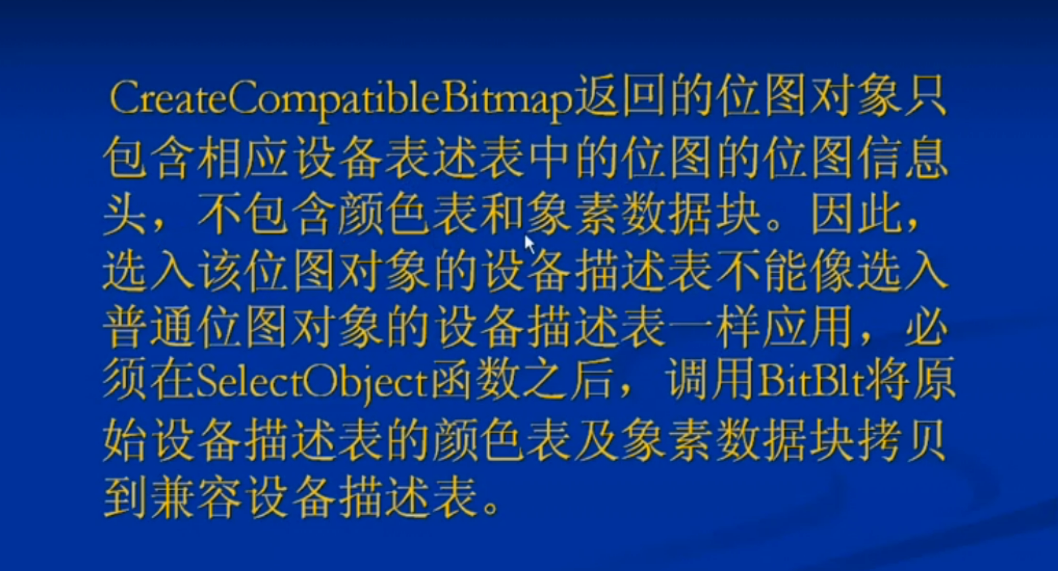 CreateCompatibleBitmap返回的位图对象只
包含相应设备表述表中的位图的位图信息
头，不包含颜色表和象素数据块。因此，
选入该位图对象的设备描述表不能像选入
普通位图对象的设备描述表一样应用，必
须在SelectObject函数之后，调用BitBlt将原
始设备描述表的颜色表及象素数据块拷贝
到兼容设备描述表。